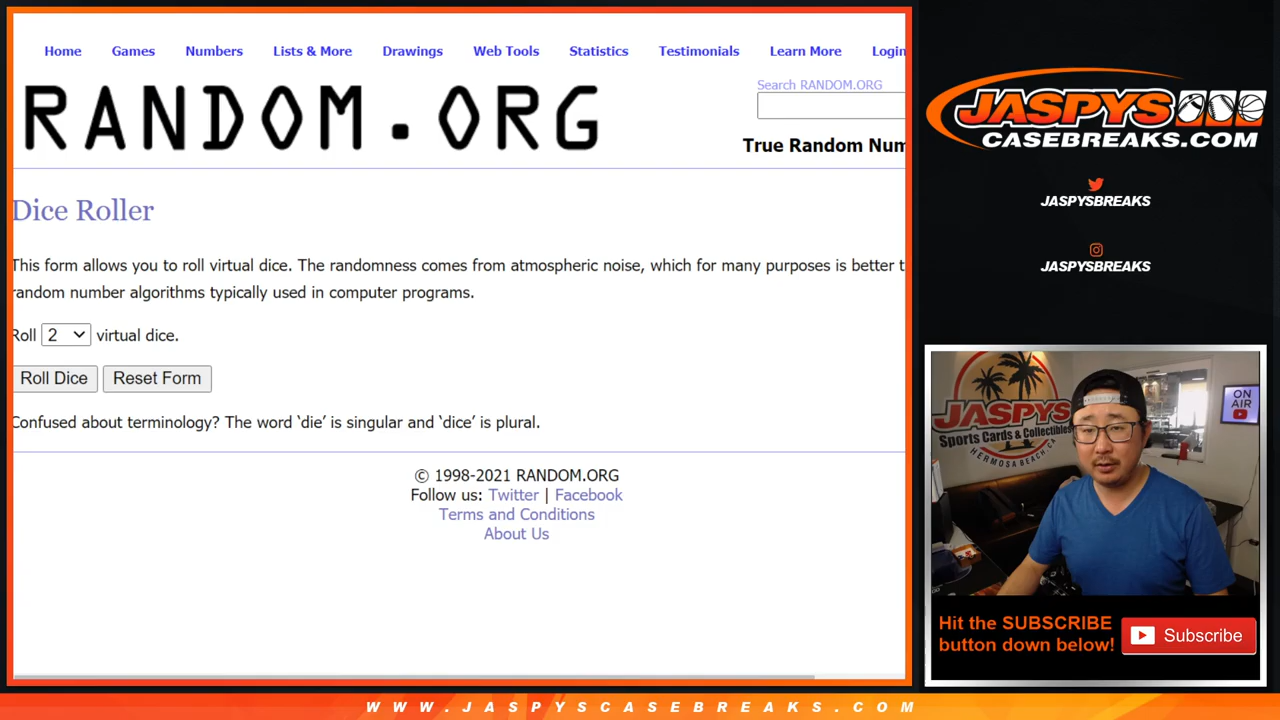 Home Games Numbers Lists & More Drawings Web Tools Statistics Testimonials Learn More Login
RANDOM.ORG
Search RANDOM.ORG
True Random Num
Dice Roller
This form allows you to roll virtual dice. The randomness comes from atmospheric noise, which for many purposes is better t
random number algorithms typically used in computer programs.
Roll 2 virtual dice.
Roll Dice Reset Form
Confused about terminology? The word ‘die’ is singular and ‘dice’ is plural.
© 1998-2021 RANDOM.ORG
Follow us: Twitter | Facebook
Terms and Conditions
About Us
JASPYS
CASEBREAKS.COM
JASPYSBREAKS
JASPYSBREAKS
JASPYS
Sports Cards & Collectibles
HERMOSA BEACH, CA
ON
AIR
Hit the SUBSCRIBE
button down below!
Subscribe
WWW.JASPYSCASEBREAKS.COM